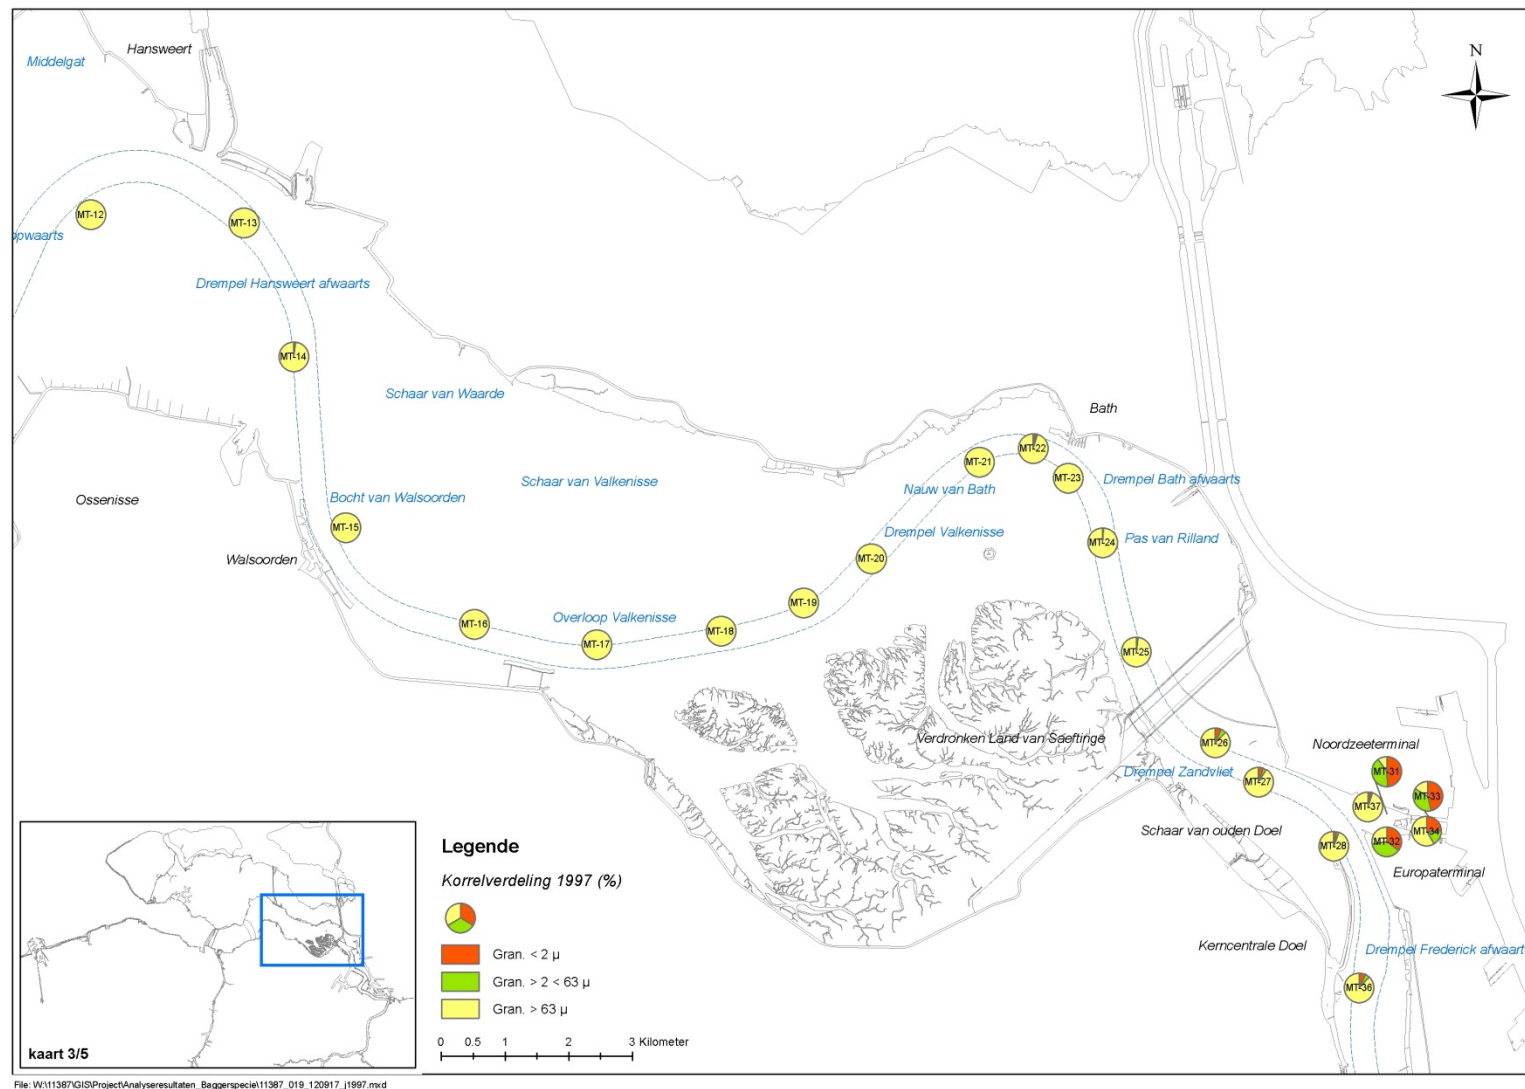 Hansweert
Middelgat
N
MT-12
MT-13
opwaarts
Drempel Hansweert afwaarts
MT-14
Schaar van Waarde
Bath
MT-22
MT-21
MT-23
Drempel Bath afwaarts
Nauw van Bath
Schaar van Valkenisse
Ossenisse
Bocht van Walsoorden
MT-15
Drempel Valkenisse
Pas van Rilland
MT-24
Walsoorden
MT-20
MT-19
MT-16
Overloop Valkenisse
MT-18
MT-17
MT-25
Verdronken Land van Saeftinge
MT-26
Noordzeeterminal
Drempel Zandvliet
MT-31
MT-27
MT-33
MT-37
Schaar van ouden Doel
MT-34
MT-28
MT-32
Europaterminal
Kerncentrale Doel
Drempel Frederick afwaart
MT-36
Legende
Korrelverdeling 1997 (%)
Gran. < 2 µ
Gran. > 2 < 63 µ
Gran. > 63 µ
0 0.5 1 2 3 Kilometer
kaart 3/5
File: W:\11387\GIS\Project\Analyseresultaten_Baggerspecie\11387_019_120917_j1997.mxd